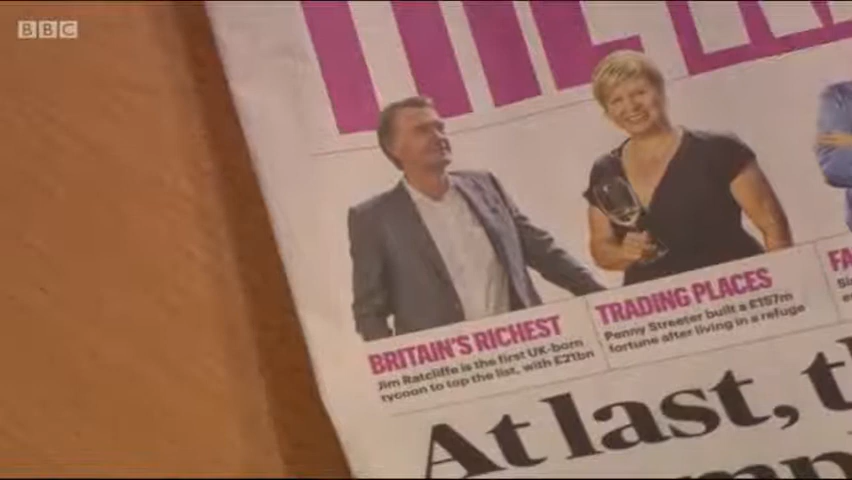 BBC
BRITAIN'S RICHEST
Jim Ratcliffe is the first UK-born
tycoon to top the list, with £21bn
TRADING PLACES
Penny Streeter built a £157m
fortune after living in a refuge
FA
At last,